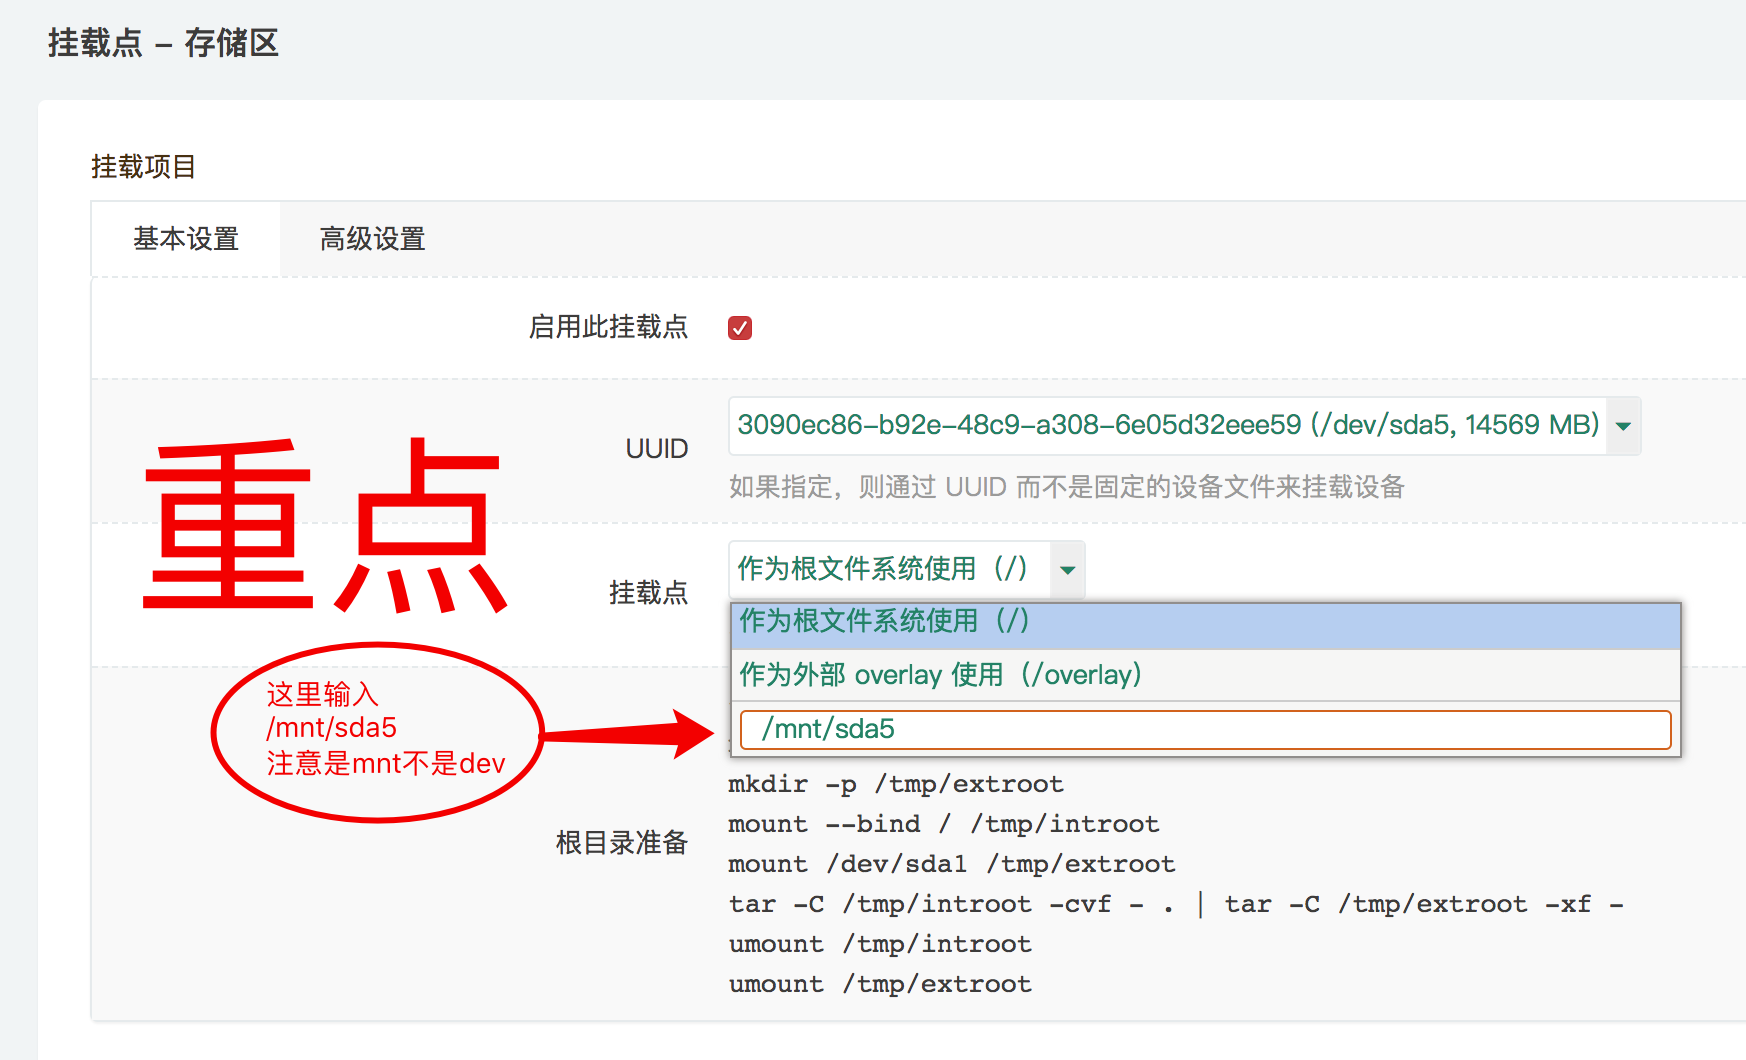 挂载点 – 存储区
挂载项目
基本设置 高级设置
启用此挂载点
UUID 3090ec86-b92e-48c9-a308-6e05d32eee59 (/dev/sda5, 14569 MB)
如果指定，则通过 UUID 而不是固定的设备文件来挂载设备
重点
挂载点 作为根文件系统使用（/）
作为根文件系统使用（/）
作为外部 overlay 使用（/overlay）
/mnt/sda5
这里输入
/mnt/sda5
注意是mnt不是dev
根目录准备
mkdir -p /tmp/extroot
mount --bind / /tmp/introot
mount /dev/sda1 /tmp/extroot
tar -C /tmp/introot -cvf - . | tar -C /tmp/extroot -xf -
umount /tmp/introot
umount /tmp/extroot